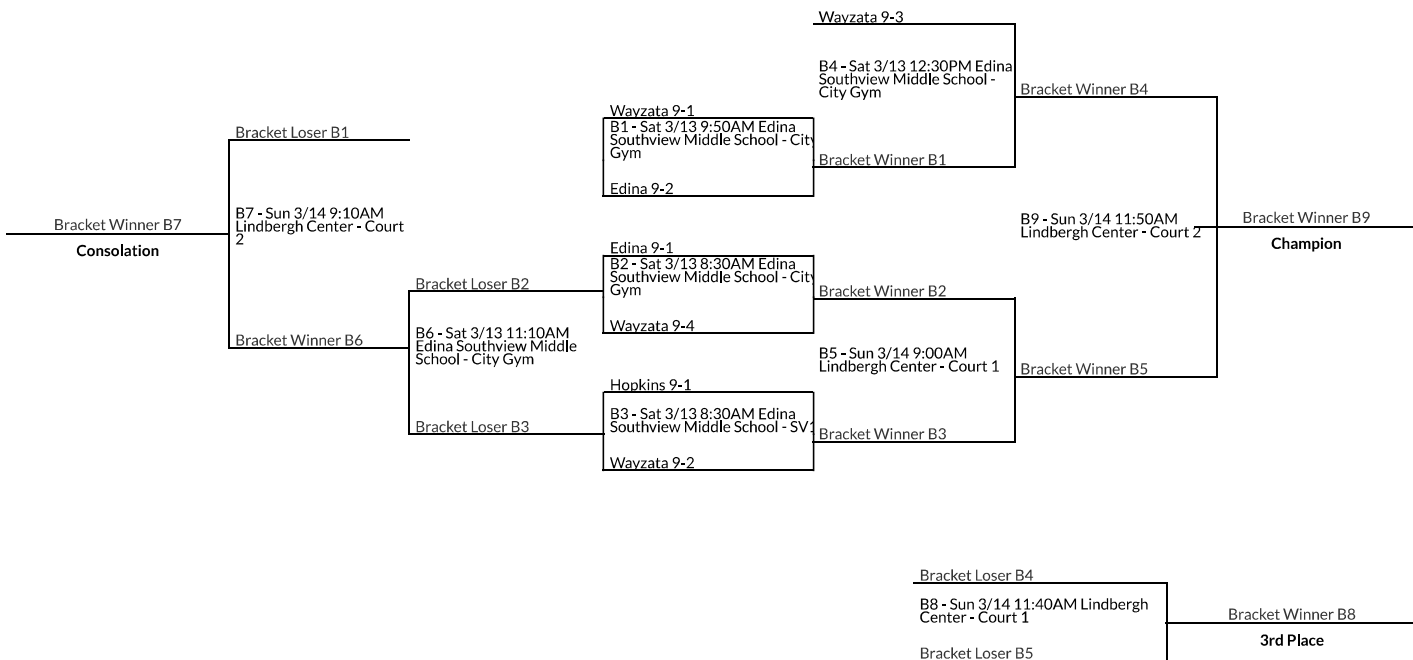 Wayzata 9-3
B4 - Sat 3/13 12:30PM Edina
Southview Middle School -
City Gym
Bracket Winner B4
Wayzata 9-1
B1 - Sat 3/13 9:50AM Edina
Southview Middle School - City
Gym
Edina 9-2
Bracket Winner B1
Bracket Loser B1
B7 - Sun 3/14 9:10AM
Lindbergh Center - Court
2
Bracket Winner B7
Consolation
B9 - Sun 3/14 11:50AM
Lindbergh Center - Court 2
Bracket Winner B9
Champion
Edina 9-1
B2 - Sat 3/13 8:30AM Edina
Southview Middle School - City
Gym
Wayzata 9-4
Bracket Loser B2
Bracket Winner B2
Bracket Winner B6
B6 - Sat 3/13 11:10AM
Edina Southview Middle
School - City Gym
B5 - Sun 3/14 9:00AM
Lindbergh Center - Court 1
Bracket Winner B5
Hopkins 9-1
B3 - Sat 3/13 8:30AM Edina
Southview Middle School - SV1
Wayzata 9-2
Bracket Loser B3
Bracket Winner B3
Bracket Loser B4
B8 - Sun 3/14 11:40AM Lindbergh
Center - Court 1
Bracket Loser B5
Bracket Winner B8
3rd Place